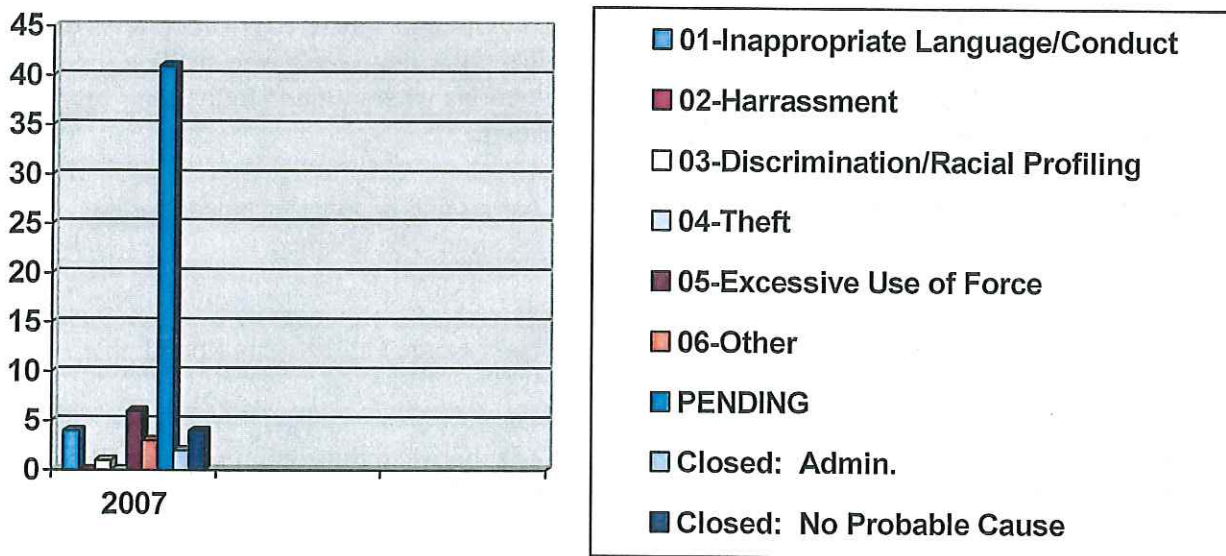 45
40
35
30
25
20
15
10
5
0
2007
01-Inappropriate Language/Conduct
02-Harrassment
03-Discrimination/Racial Profiling
04-Theft
05-Excessive Use of Force
06-Other
PENDING
Closed: Admin.
Closed: No Probable Cause